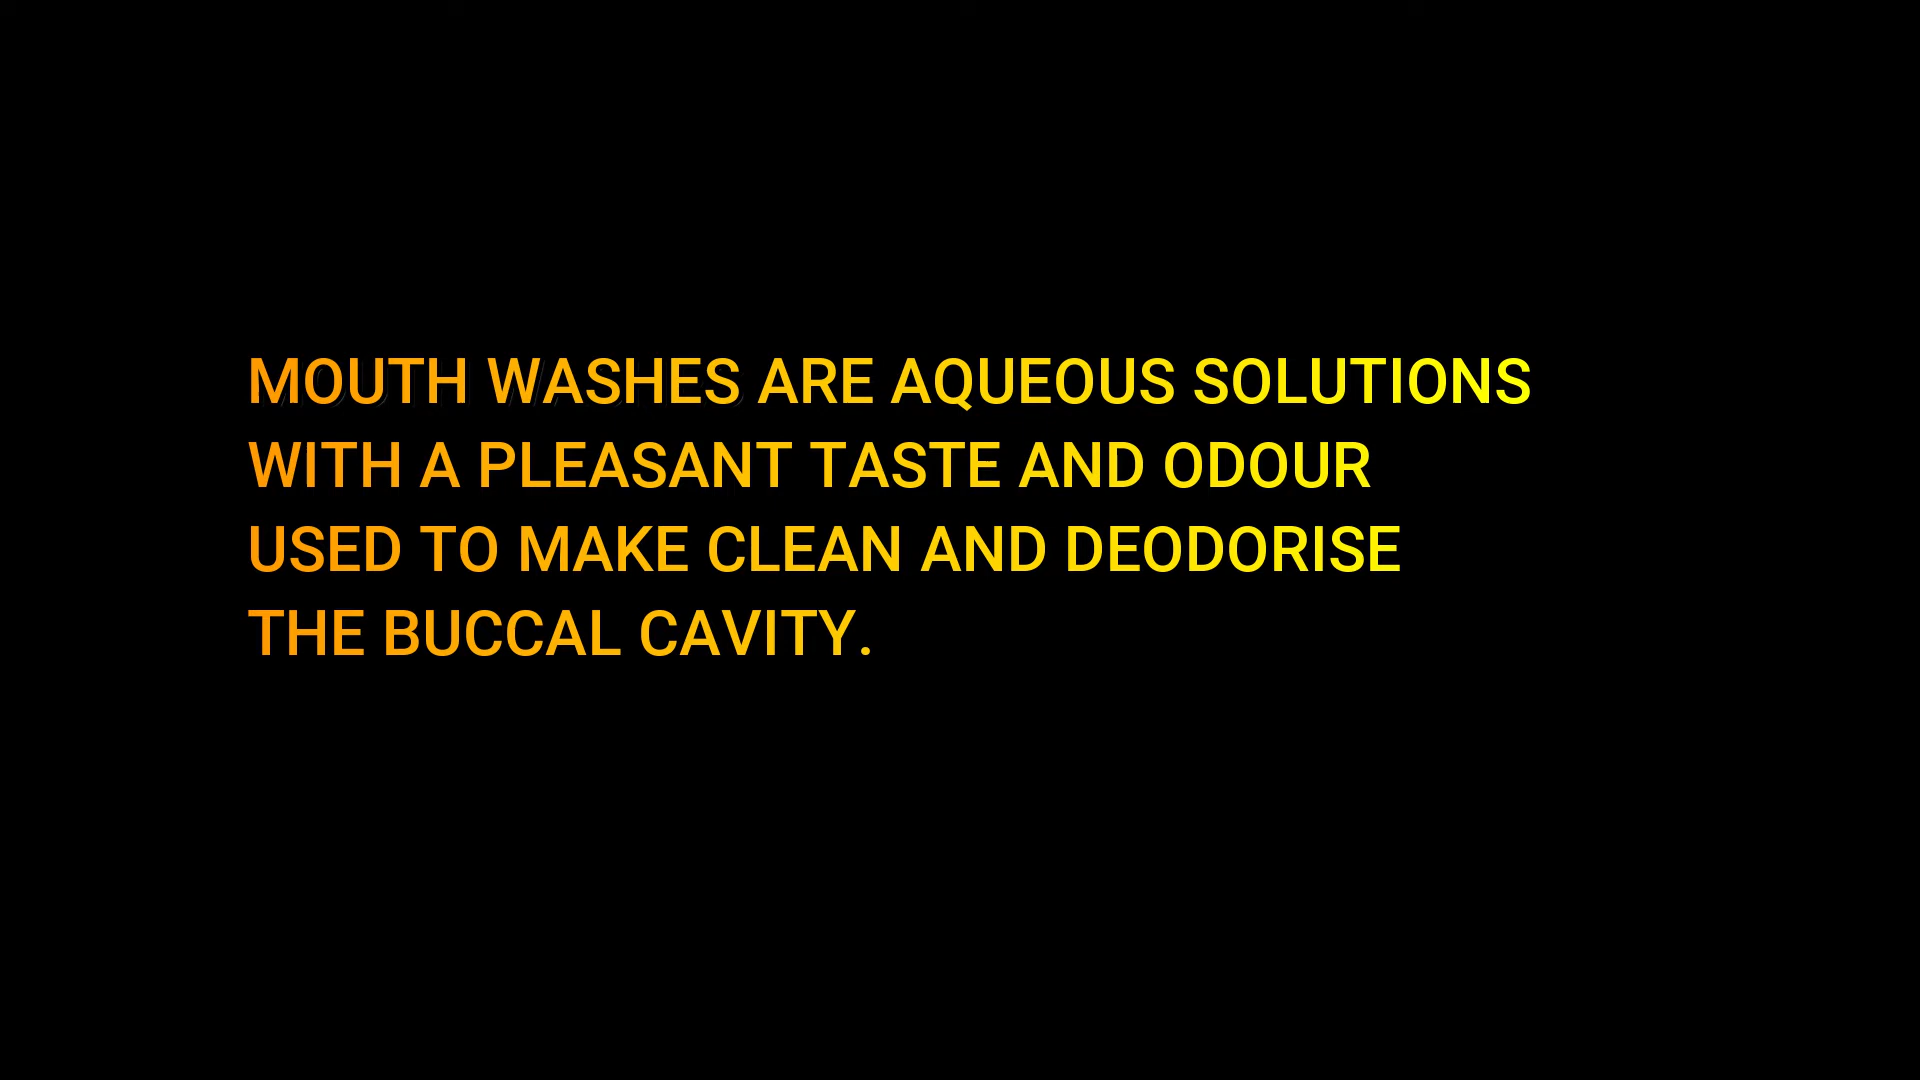 MOUTH WASHES ARE AQUEOUS SOLUTIONS
WITH A PLEASANT TASTE AND ODOUR
USED TO MAKE CLEAN AND DEODORISE
THE BUCCAL CAVITY.